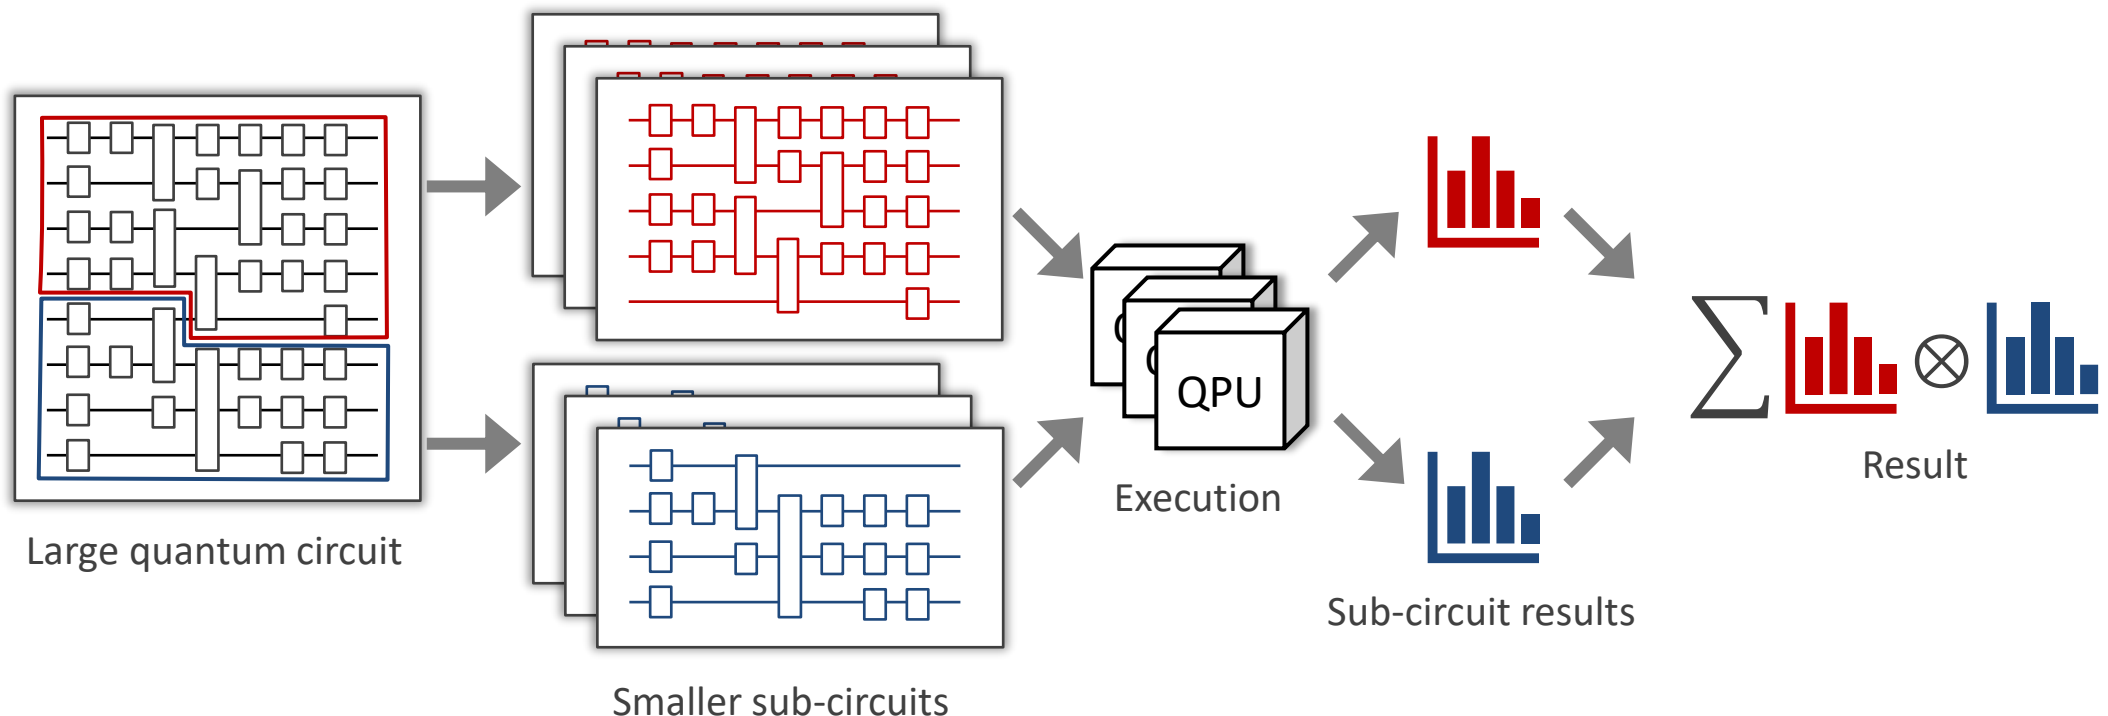 Large quantum circuit
Smaller sub-circuits
QPU
Execution
Sub-circuit results
∑ ⊗
Result